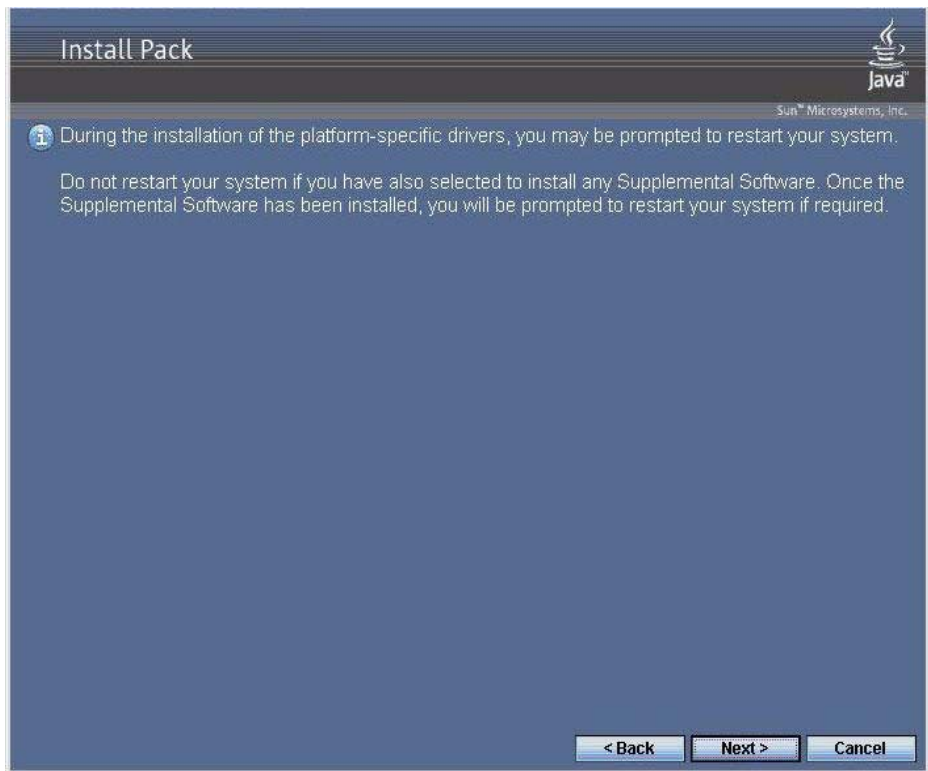 Install Pack
Java™
Sun™ Microsystems, Inc.
During the installation of the platform-specific drivers, you may be prompted to restart your system.
Do not restart your system if you have also selected to install any Supplemental Software. Once the
Supplemental Software has been installed, you will be prompted to restart your system if required.
< Back
Next >
Cancel